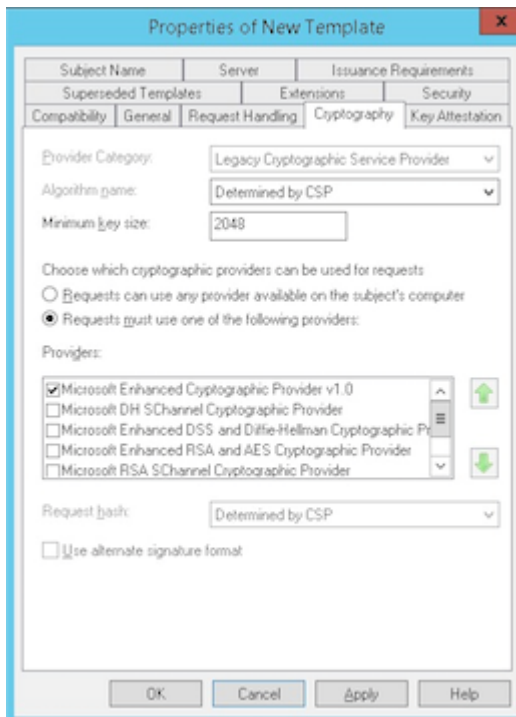 Properties of New Template
x
Subject Name Server Issuance Requirements
Superseded Templates Extensions Security
Compatibility General Request Handling Cryptography Key Attestation
Provider Category: Legacy Cryptographic Service Provider
Algorithm name: Determined by CSP
Minimum key size: 2048
Choose which cryptographic providers can be used for requests
Requests can use any provider available on the subject's computer
Requests must use one of the following providers:
Providers:
Microsoft Enhanced Cryptographic Provider v1.0
Microsoft DH SChannel Cryptographic Provider
Microsoft Enhanced DSS and Diffie-Hellman Cryptographic Pr
Microsoft Enhanced RSA and AES Cryptographic Provider
Microsoft RSA SChannel Cryptographic Provider
Request hash: Determined by CSP
Use alternate signature format
OK Cancel Apply Help